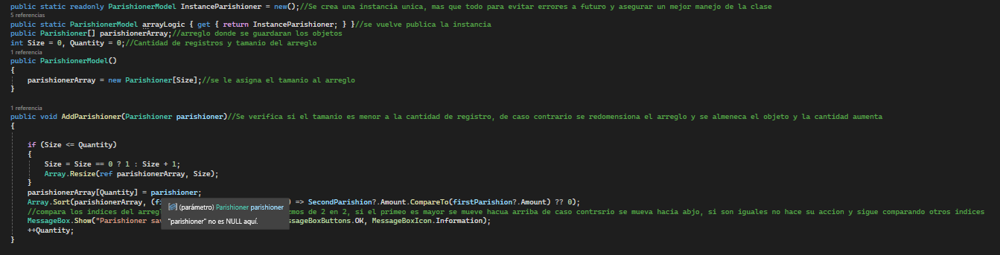 public static readonly ParishionerModel InstanceParishioner = new();//Se crea una instancia unica, mas que todo para evitar errores a futuro y asegurar un mejor manejo de la clase
5 referencias
public static ParishionerModel arrayLogic { get { return InstanceParishioner; } }//se vuelve publica la instancia
public Parishioner[] parishionerArray;//arreglo donde se guardaran los objetos
int Size = 0, Quantity = 0;//Cantidad de registros y tamanio del arreglo
1 referencia
public ParishionerModel()
{
parishionerArray = new Parishioner[Size];//se le asigna el tamanio al arreglo
}
1 referencia
public void AddParishioner(Parishioner parishioner)//Se verifica si el tamanio es menor a la cantidad de registro, de caso contrario se redomensiona el arreglo y se almeneca el objeto y la cantidad aumenta
{
if (Size <= Quantity)
{
Size = Size == 0 ? 1 : Size + 1;
Array.Resize(ref parishionerArray, Size);
}
parishionerArray[Quantity] = parishioner;
Array.Sort(parishionerArray, (fi) => SecondParishion?.Amount.CompareTo(firstParishion?.Amount) ?? 0);
(parámetro) Parishioner parishioner
//compara los indices del arreg rmos de 2 en 2, si el primeo es mayor se mueve hacua arriba de caso contrsrio se mueva hacia abjo, si son iguales no hace su accion y sigue comparando otros indices
"parishioner" no es NULL aquí.
MessageBox.Show("Parishioner sav ssageBoxButtons.OK, MessageBoxIcon.Information);
++Quantity;
}